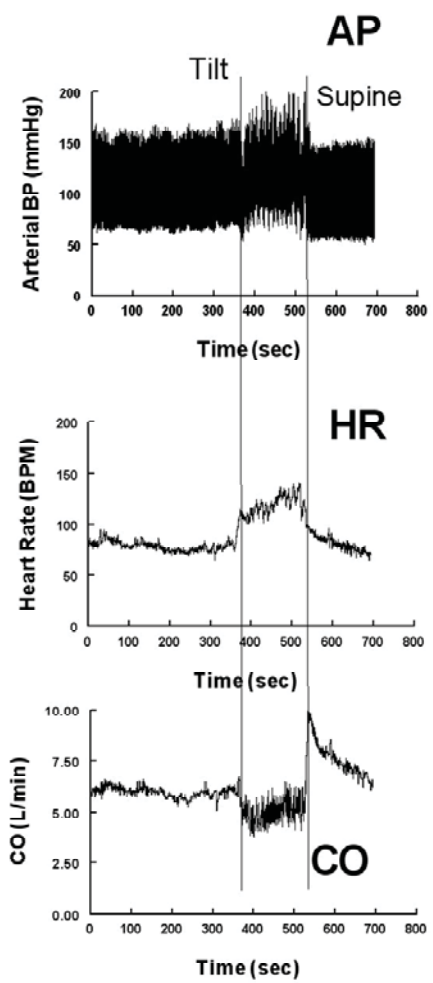 AP
Tilt
Supine
Arterial BP (mmHg)
200
150
100
50
0
0 100 200 300 400 500 600 700 800
Time (sec)
HR
Heart Rate (BPM)
200
150
100
50
0
0 100 200 300 400 500 600 700 800
Time (sec)
CO (L/min)
10.00
7.50
5.00
2.50
0.00
CO
0 100 200 300 400 500 600 700 800
Time (sec)